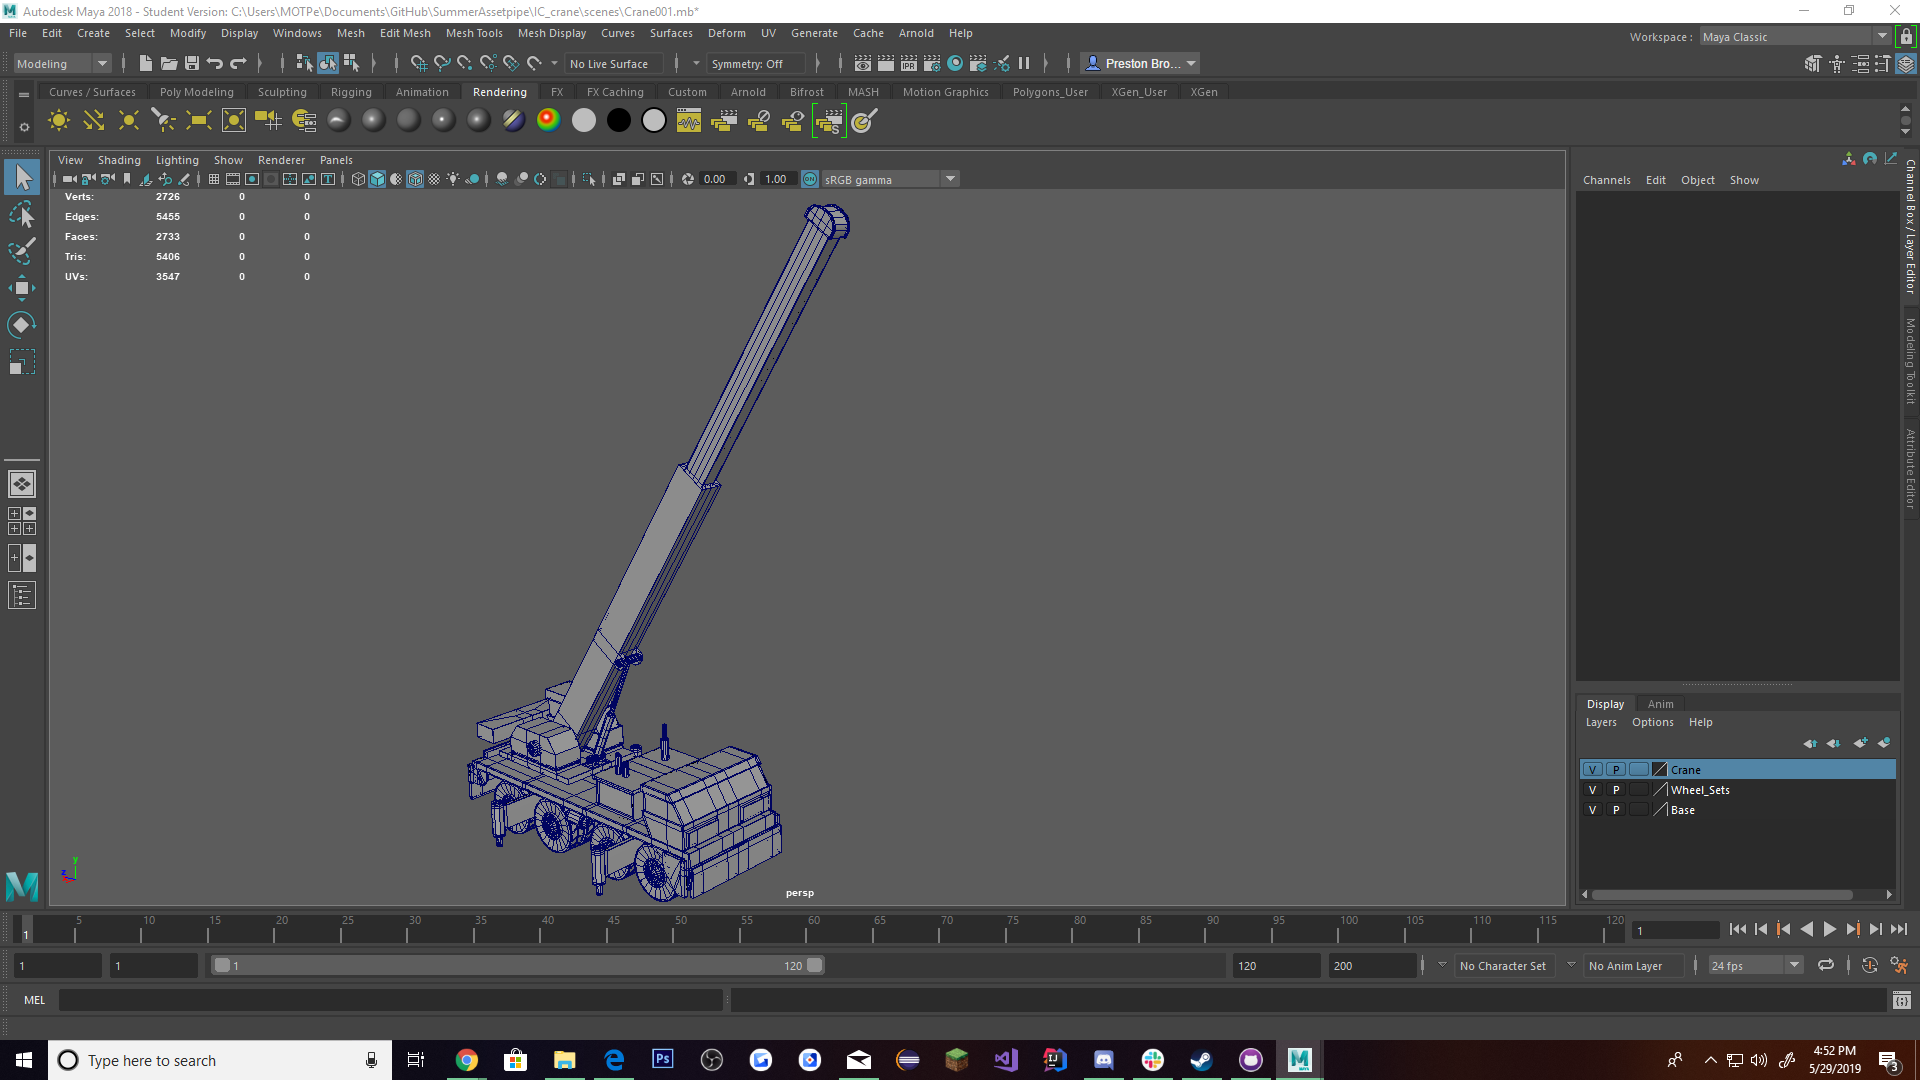 Autodesk Maya 2018 - Student Version: C:\Users\MOTPe\Documents\GitHub\SummerAssetpipe\IC_crane\scenes\Crane001.mb*
File Edit Create Select Modify Display Windows Mesh Edit Mesh Mesh Tools Mesh Display Curves Surfaces Deform UV Generate Cache Arnold Help
Workspace : Maya Classic
Modeling No Live Surface Symmetry: Off IPR Preston Bro...
Curves / Surfaces Poly Modeling Sculpting Rigging Animation Rendering FX FX Caching Custom Arnold Bifrost MASH Motion Graphics Polygons_User XGen_User XGen
View Shading Lighting Show Renderer Panels
0.00 1.00 ON sRGB gamma
Channels Edit Object Show
Verts: 2726 0 0
Edges: 5455 0 0
Faces: 2733 0 0
Tris: 5406 0 0
UVs: 3547 0 0
Channel Box / Layer Editor
Modeling Toolkit
Attribute Editor
Display Anim
Layers Options Help
V P Crane
V P Wheel_Sets
V P Base
y
z
persp
5 10 15 20 25 30 35 40 45 50 55 60 65 70 75 80 85 90 95 100 105 110 115 120
1 1
1 1 1 120 120 200 No Character Set No Anim Layer 24 fps
MEL
Type here to search
Ps
IJ
4:52 PM
5/29/2019
3